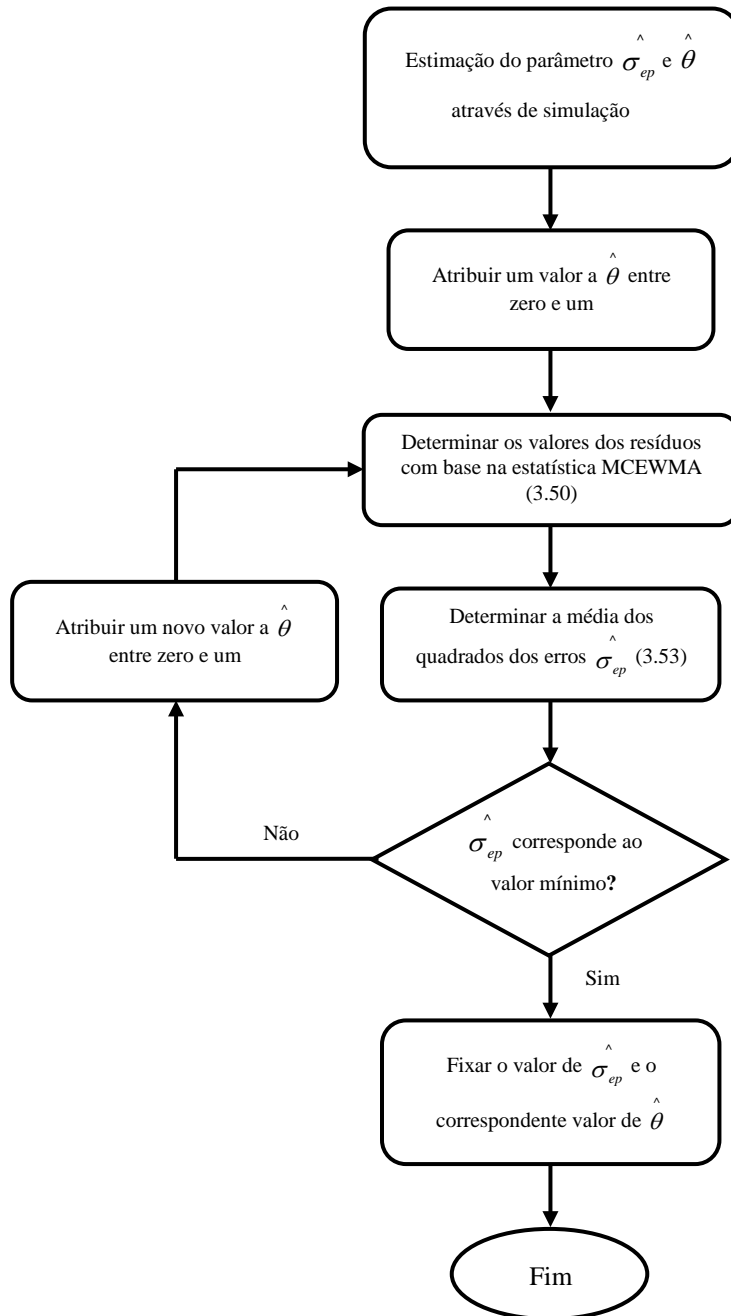 Estimação do parâmetro σ̂ₑₚ e θ̂
através de simulação
Atribuir um valor a θ̂ entre
zero e um
Determinar os valores dos resíduos
com base na estatística MCEWMA
(3.50)
Atribuir um novo valor a θ̂
entre zero e um
Determinar a média dos
quadrados dos erros σ̂ₑₚ (3.53)
Não
σ̂ₑₚ corresponde ao
valor mínimo?
Sim
Fixar o valor de σ̂ₑₚ e o
correspondente valor de θ̂
Fim